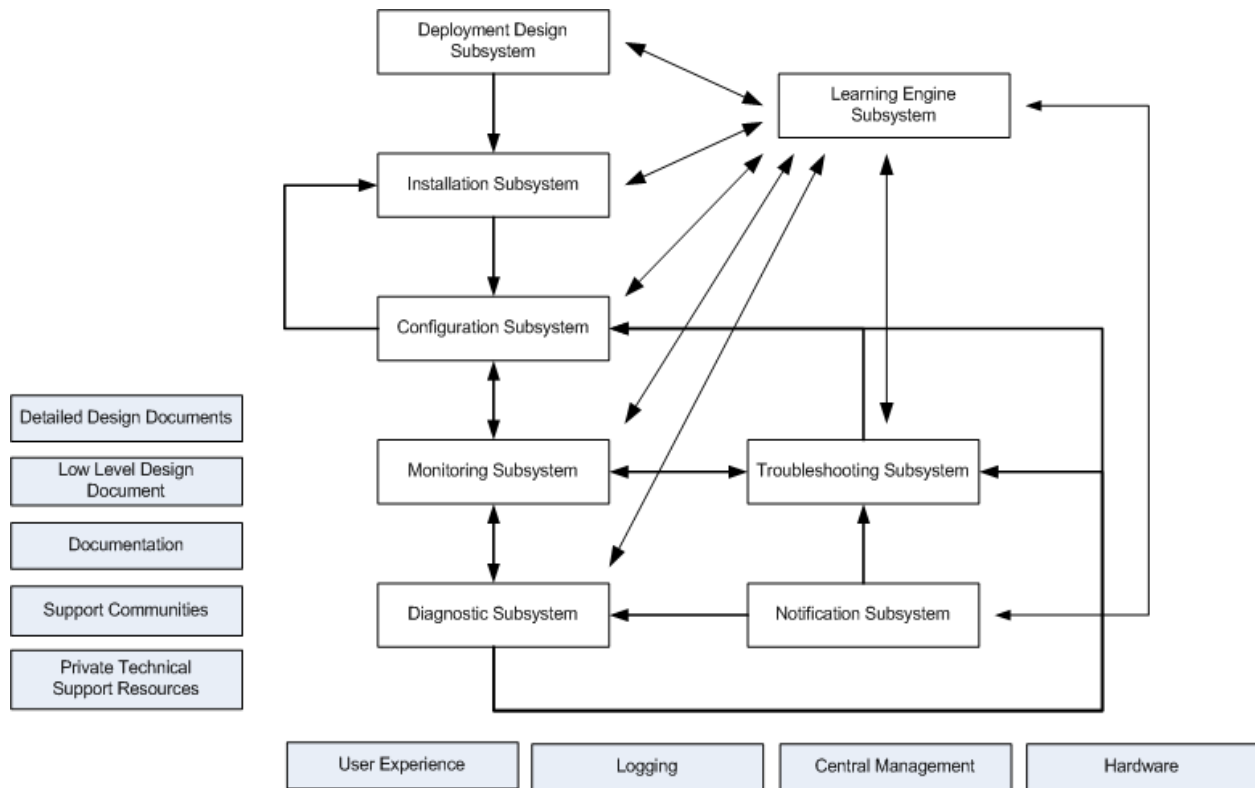 Deployment Design
Subsystem
Learning Engine
Subsystem
Installation Subsystem
Configuration Subsystem
Detailed Design Documents
Low Level Design
Document
Documentation
Support Communities
Private Technical
Support Resources
Monitoring Subsystem
Troubleshooting Subsystem
Diagnostic Subsystem
Notification Subsystem
User Experience
Logging
Central Management
Hardware